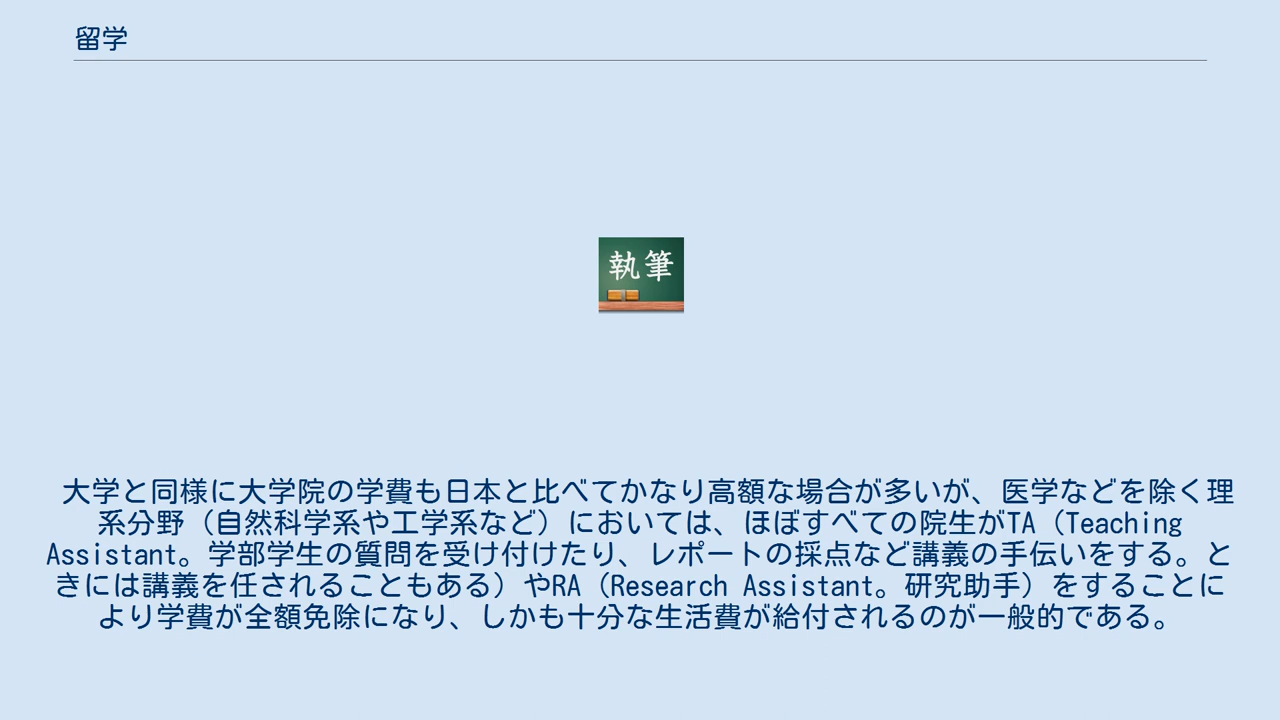 留学
執筆
大学と同様に大学院の学費も日本と比べてかなり高額な場合が多いが、医学などを除く理
系分野（自然科学系や工学系など）においては、ほぼすべての院生がTA（Teaching
Assistant。学部学生の質問を受け付けたり、レポートの採点など講義の手伝いをする。と
きには講義を任されることもある）やRA（Research Assistant。研究助手）をすることに
より学費が全額免除になり、しかも十分な生活費が給付されるのが一般的である。